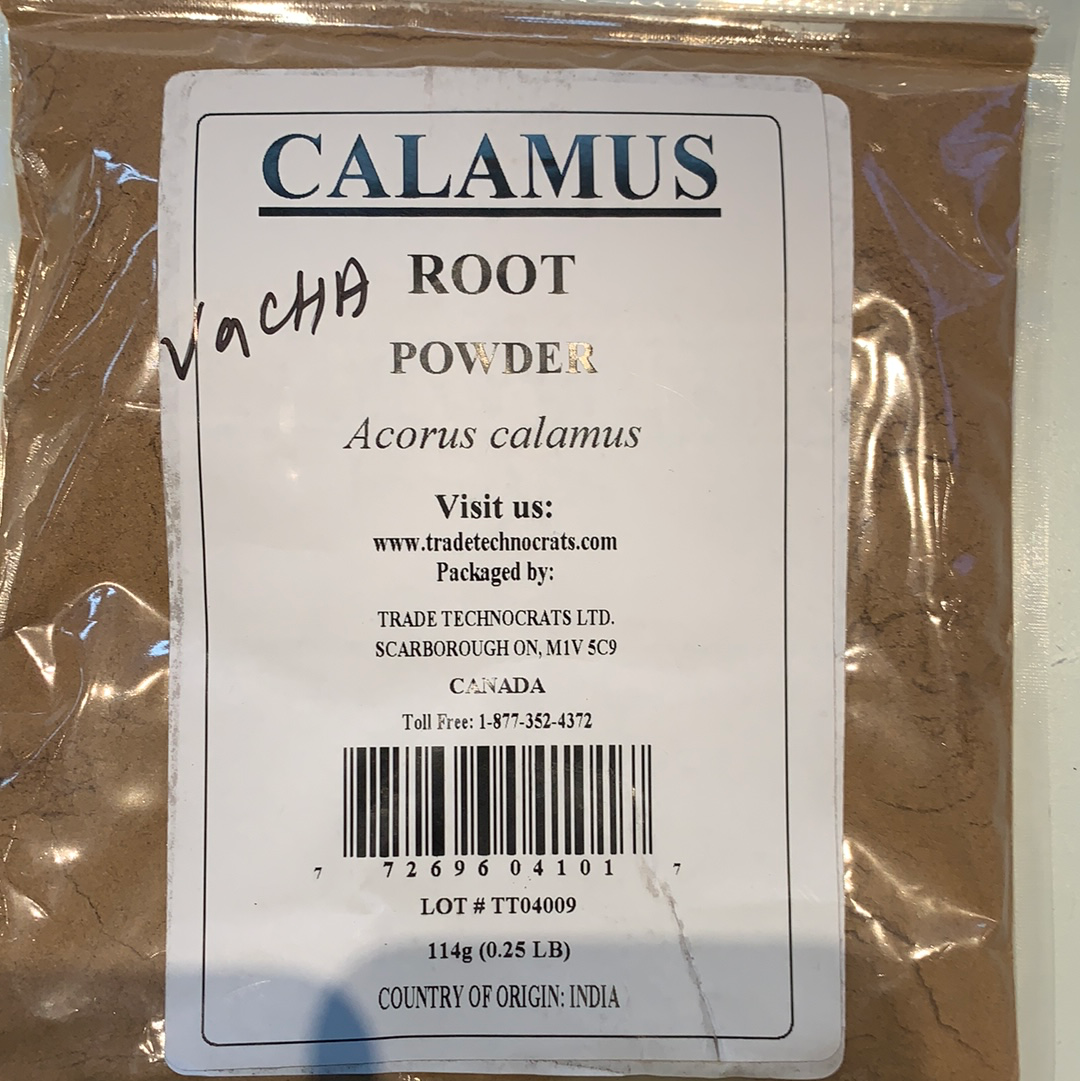 CALAMUS
ROOT
VaCHA
POWDER
Acorus calamus
Visit us:
www.tradetechnocrats.com
Packaged by:
TRADE TECHNOCRATS LTD.
SCARBOROUGH ON, M1V 5C9
CANADA
Toll Free: 1-877-352-4372
7 72696 04101 7
LOT # TT04009
114g (0.25 LB)
COUNTRY OF ORIGIN: INDIA